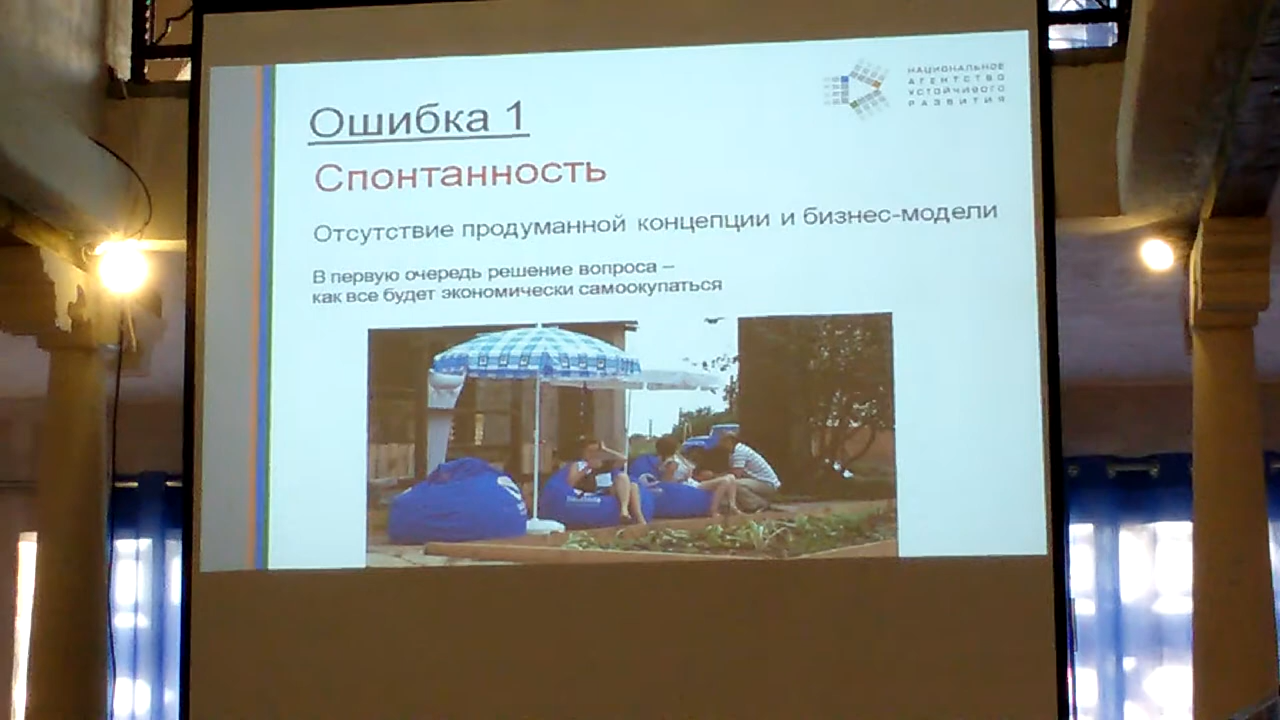 НАЦИОНАЛЬНОЕ
АГЕНТСТВО
УСТОЙЧИВОГО
РАЗВИТИЯ
Ошибка 1
Спонтанность
Отсутствие продуманной концепции и бизнес-модели
В первую очередь решение вопроса –
как все будет экономически самоокупаться